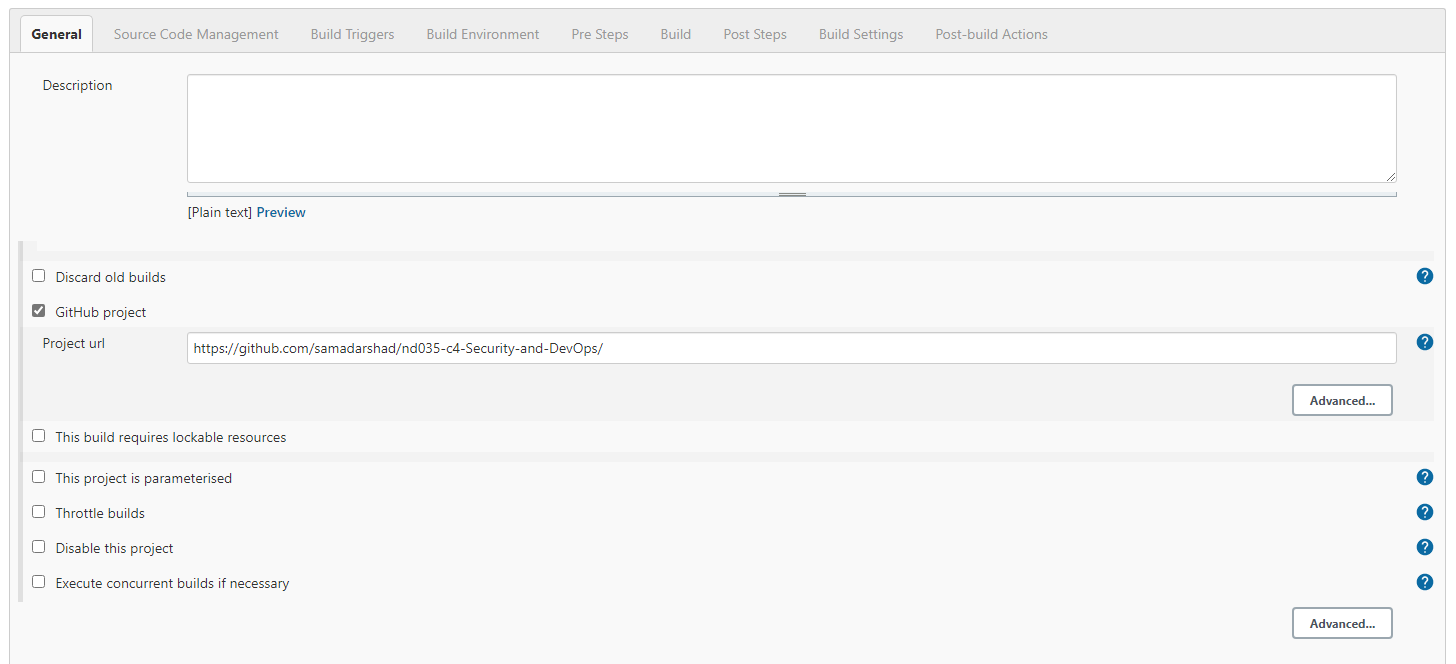 General Source Code Management Build Triggers Build Environment Pre Steps Build Post Steps Build Settings Post-build Actions
Description
[Plain text] Preview
Discard old builds ?
GitHub project
Project url https://github.com/samadarshad/nd035-c4-Security-and-DevOps/ ?
Advanced...
This build requires lockable resources
This project is parameterised ?
Throttle builds ?
Disable this project ?
Execute concurrent builds if necessary ?
Advanced...